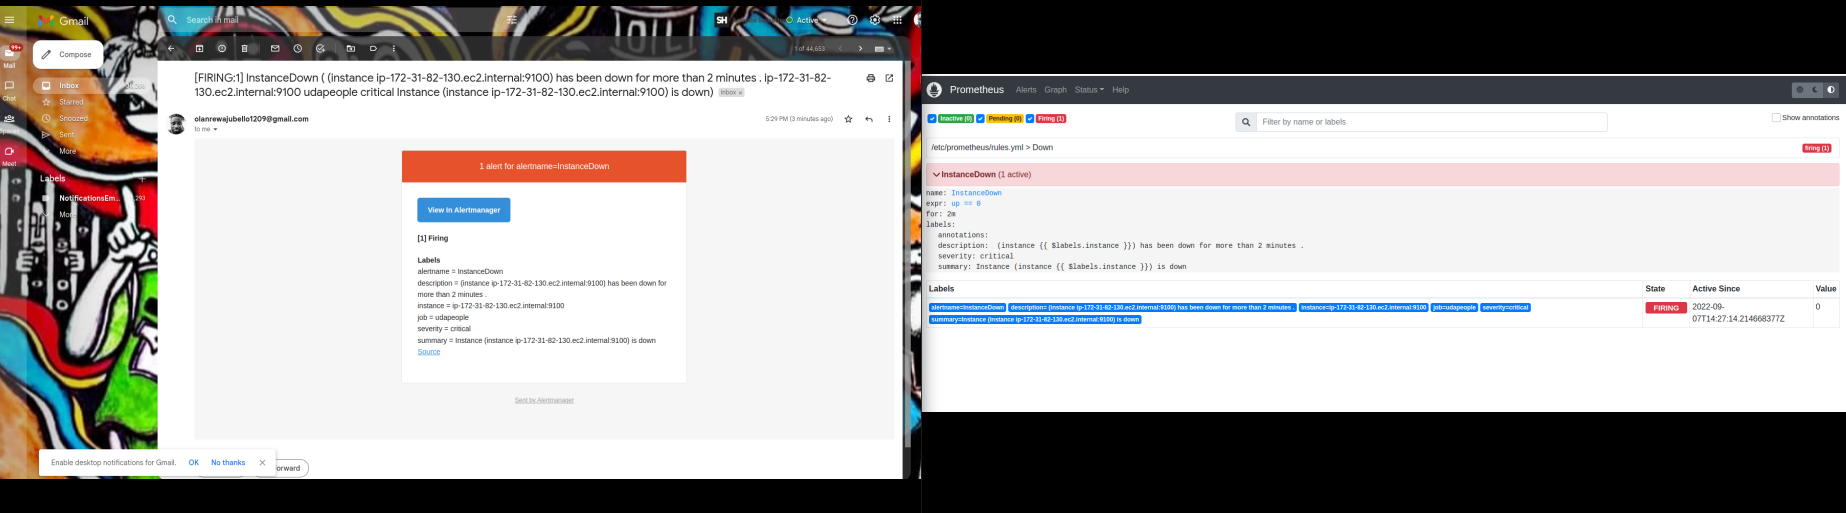 Gmail
Search in mail
SH
Active
99+
Mail
Compose
1 of 44,653
Chat
Inbox
Starred
Snoozed
Sent
More
Meet
Labels
NotificationsEm...
293
More
[FIRING:1] InstanceDown ( (instance ip-172-31-82-130.ec2.internal:9100) has been down for more than 2 minutes . ip-172-31-82-
130.ec2.internal:9100 udapeople critical Instance (instance ip-172-31-82-130.ec2.internal:9100) is down)
Inbox ×
olanrewajubello1209@gmail.com
5:29 PM (3 minutes ago)
to me
1 alert for alertname=InstanceDown
View In Alertmanager
[1] Firing
Labels
alertname = InstanceDown
description = (instance ip-172-31-82-130.ec2.internal:9100) has been down for
more than 2 minutes .
instance = ip-172-31-82-130.ec2.internal:9100
job = udapeople
severity = critical
summary = Instance (instance ip-172-31-82-130.ec2.internal:9100) is down
Source
Sent by Alertmanager
Enable desktop notifications for Gmail.
OK
No thanks
orward
Prometheus
Alerts
Graph
Status
Help
Inactive (0)
Pending (0)
Firing (1)
Filter by name or labels
Show annotations
/etc/prometheus/rules.yml > Down
firing (1)
InstanceDown (1 active)
name: InstanceDown
expr: up == 0
for: 2m
labels:
annotations:
description: (instance {{ $labels.instance }}) has been down for more than 2 minutes .
severity: critical
summary: Instance (instance {{ $labels.instance }}) is down
Labels
State
Active Since
Value
alertname=InstanceDown
description= (instance ip-172-31-82-130.ec2.internal:9100) has been down for more than 2 minutes .
instance=ip-172-31-82-130.ec2.internal:9100
job=udapeople
severity=critical
summary=Instance (instance ip-172-31-82-130.ec2.internal:9100) is down
FIRING
2022-09-
07T14:27:14.214668377Z
0